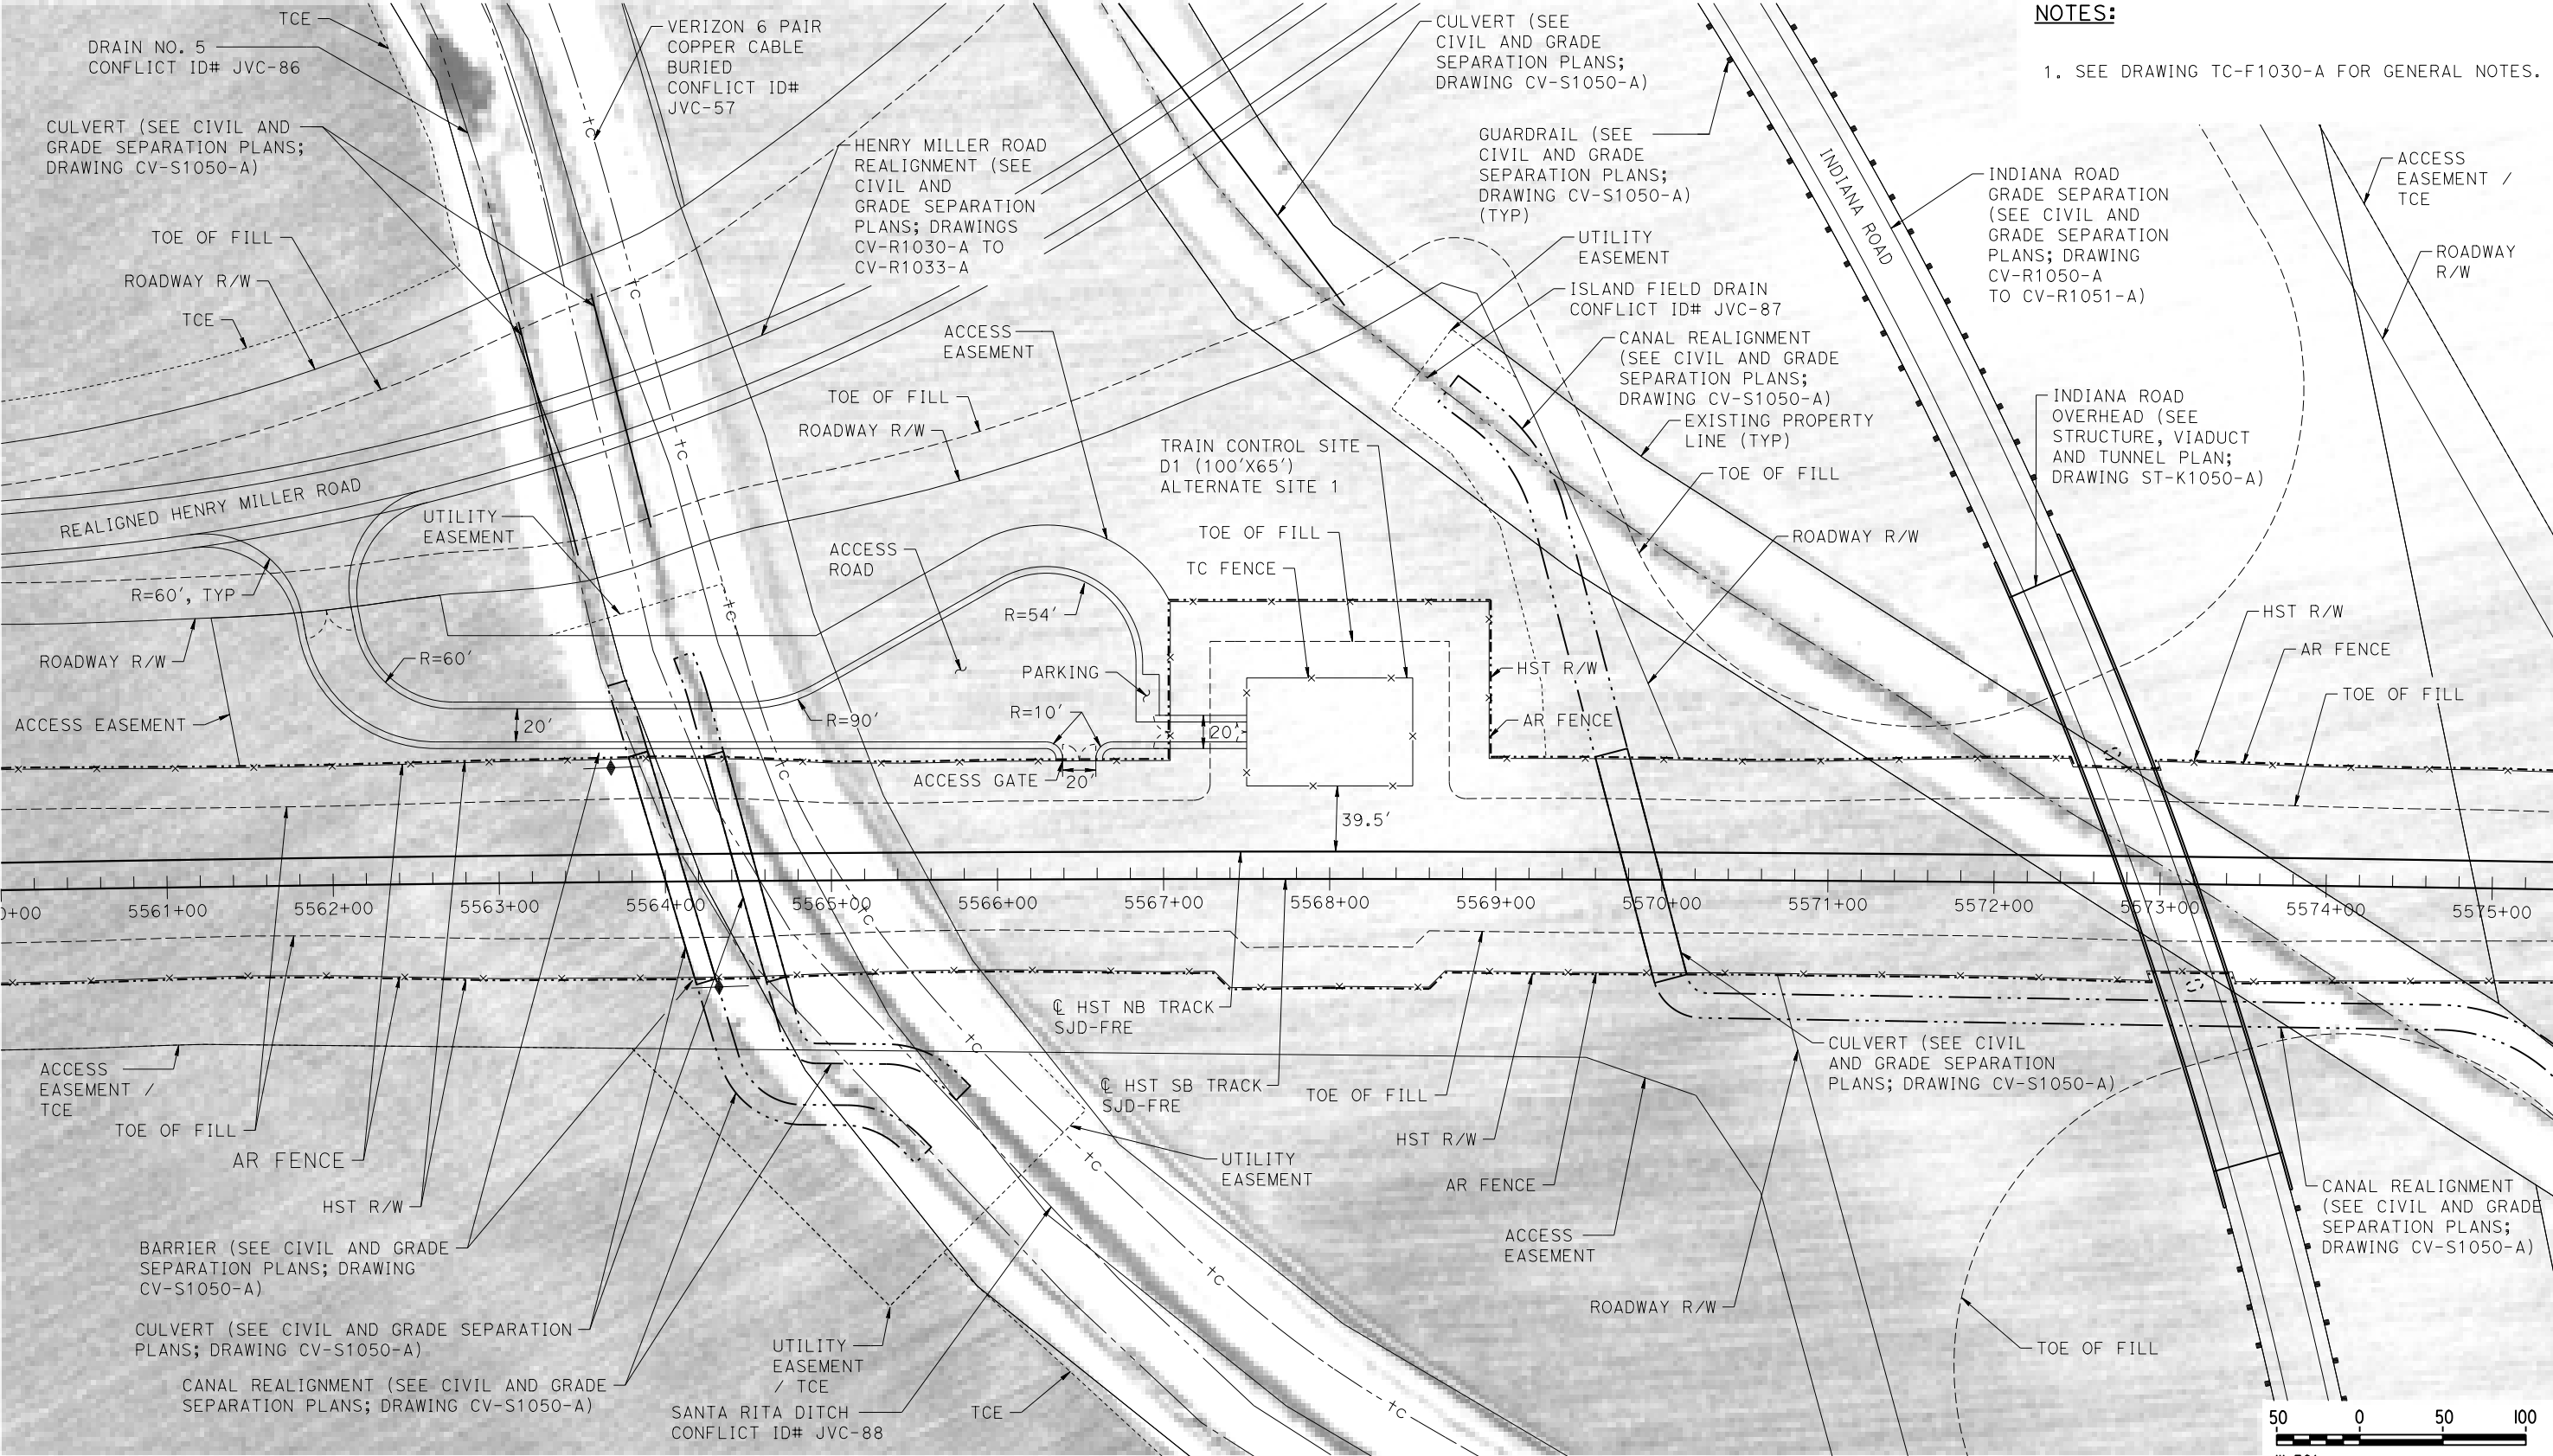 NOTES:
1. SEE DRAWING TC-F1030-A FOR GENERAL NOTES.
TCE
DRAIN NO. 5
CONFLICT ID# JVC-86
CULVERT (SEE CIVIL AND
GRADE SEPARATION PLANS;
DRAWING CV-S1050-A)
TOE OF FILL
ROADWAY R/W
TCE
VERIZON 6 PAIR
COPPER CABLE
BURIED
CONFLICT ID#
JVC-57
HENRY MILLER ROAD
REALIGNMENT (SEE
CIVIL AND
GRADE SEPARATION
PLANS; DRAWINGS
CV-R1030-A TO
CV-R1033-A
CULVERT (SEE
CIVIL AND GRADE
SEPARATION PLANS;
DRAWING CV-S1050-A)
GUARDRAIL (SEE
CIVIL AND GRADE
SEPARATION PLANS;
DRAWING CV-S1050-A)
(TYP)
UTILITY
EASEMENT
ISLAND FIELD DRAIN
CONFLICT ID# JVC-87
CANAL REALIGNMENT
(SEE CIVIL AND GRADE
SEPARATION PLANS;
DRAWING CV-S1050-A)
EXISTING PROPERTY
LINE (TYP)
TOE OF FILL
ROADWAY R/W
INDIANA ROAD
INDIANA ROAD
GRADE SEPARATION
(SEE CIVIL AND
GRADE SEPARATION
PLANS; DRAWING
CV-R1050-A
TO CV-R1051-A)
ACCESS
EASEMENT /
TCE
ROADWAY
R/W
INDIANA ROAD
OVERHEAD (SEE
STRUCTURE, VIADUCT
AND TUNNEL PLAN;
DRAWING ST-K1050-A)
HST R/W
AR FENCE
TOE OF FILL
ACCESS
EASEMENT
TOE OF FILL
ROADWAY R/W
TRAIN CONTROL SITE
D1 (100'X65')
ALTERNATE SITE 1
TOE OF FILL
TC FENCE
REALIGNED HENRY MILLER ROAD
UTILITY
EASEMENT
ACCESS
ROAD
R=60', TYP
R=54'
ROADWAY R/W
R=60'
PARKING
HST R/W
ACCESS EASEMENT
20'
R=90'
R=10'
20'
AR FENCE
ACCESS GATE
20'
39.5'
tc
tc
tc
tc
tc
tc
tc
tc
tc
tc
0+00
5561+00
5562+00
5563+00
5564+00
5565+00
5566+00
5567+00
5568+00
5569+00
5570+00
5571+00
5572+00
5573+00
5574+00
5575+00
℄ HST NB TRACK
SJD-FRE
℄ HST SB TRACK
SJD-FRE
TOE OF FILL
HST R/W
AR FENCE
ACCESS
EASEMENT
ROADWAY R/W
CULVERT (SEE CIVIL
AND GRADE SEPARATION
PLANS; DRAWING CV-S1050-A)
CANAL REALIGNMENT
(SEE CIVIL AND GRADE
SEPARATION PLANS;
DRAWING CV-S1050-A)
TOE OF FILL
ACCESS
EASEMENT /
TCE
TOE OF FILL
AR FENCE
HST R/W
BARRIER (SEE CIVIL AND GRADE
SEPARATION PLANS; DRAWING
CV-S1050-A)
CULVERT (SEE CIVIL AND GRADE SEPARATION
PLANS; DRAWING CV-S1050-A)
CANAL REALIGNMENT (SEE CIVIL AND GRADE
SEPARATION PLANS; DRAWING CV-S1050-A)
UTILITY
EASEMENT
UTILITY
EASEMENT
/ TCE
SANTA RITA DITCH
CONFLICT ID# JVC-88
TCE
50 0 50 100